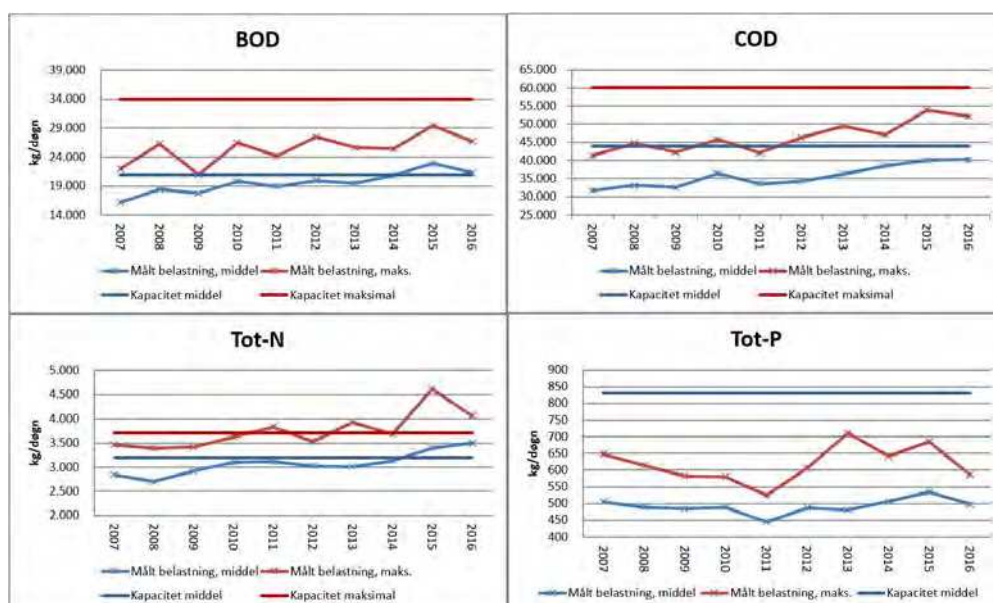 BOD
39.000
34.000
29.000
24.000
19.000
14.000
kg/døgn
2007 2008 2009 2010 2011 2012 2013 2014 2015 2016
Målt belastning, middel Målt belastning, maks.
Kapacitet middel Kapacitet maksimal
COD
65.000
60.000
55.000
50.000
45.000
40.000
35.000
30.000
25.000
kg/døgn
2007 2008 2009 2010 2011 2012 2013 2014 2015 2016
Målt belastning, middel Målt belastning, maks.
Kapacitet middel Kapacitet maksimal
Tot-N
5.000
4.500
4.000
3.500
3.000
2.500
2.000
kg/døgn
2007 2008 2009 2010 2011 2012 2013 2014 2015 2016
Målt belastning, middel Målt belastning, maks.
Kapacitet middel Kapacitet maksimal
Tot-P
900
850
800
750
700
650
600
550
500
450
400
kg/døgn
2007 2008 2009 2010 2011 2012 2013 2014 2015 2016
Målt belastning, middel Målt belastning, maks. Kapacitet middel